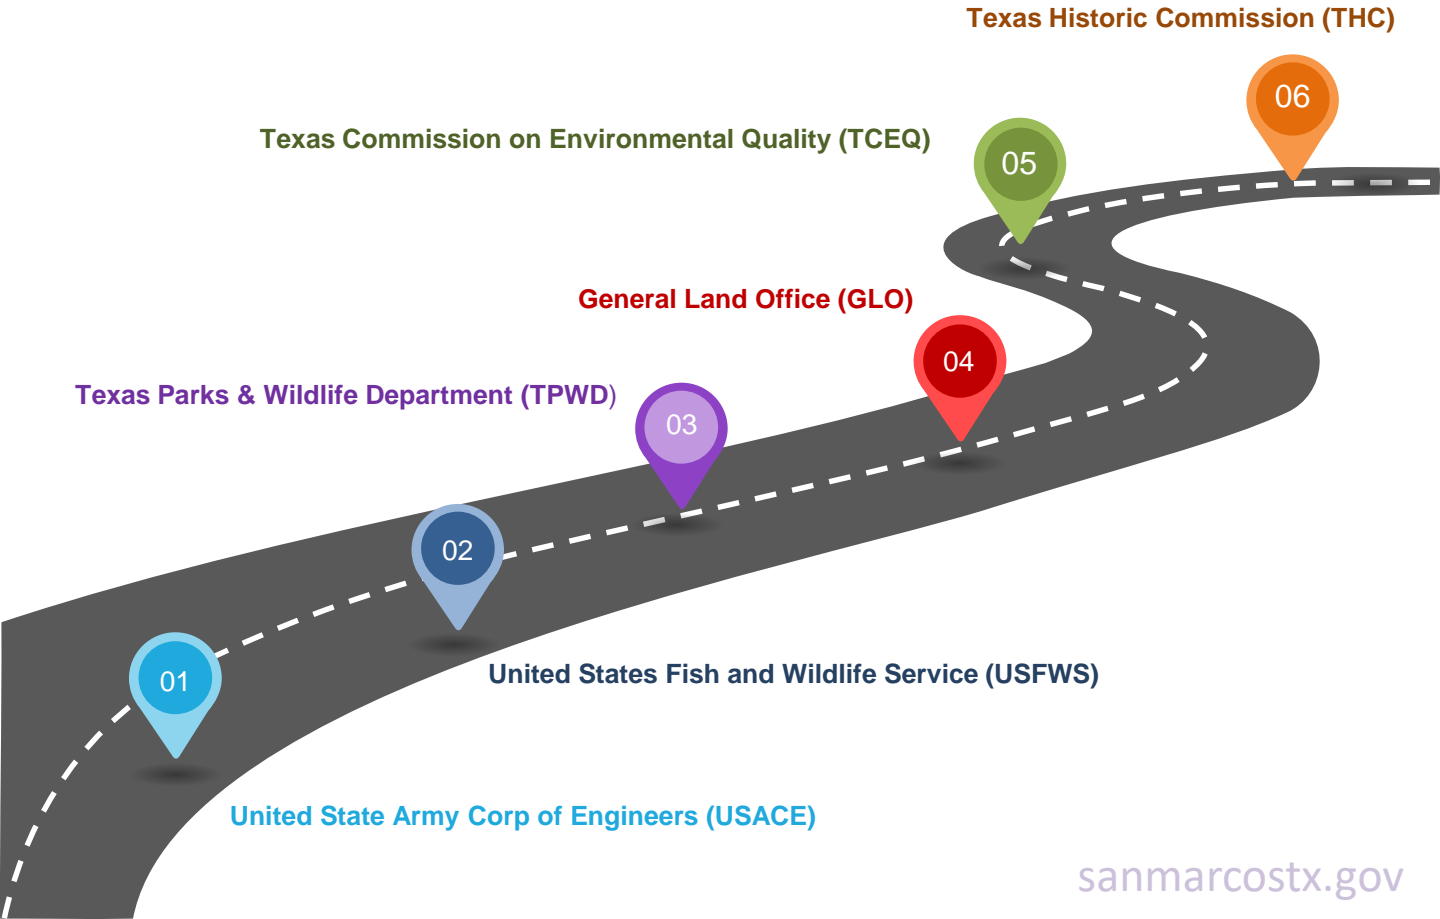 Texas Historic Commission (THC)
06
Texas Commission on Environmental Quality (TCEQ)
05
General Land Office (GLO)
04
Texas Parks & Wildlife Department (TPWD)
03
02
United States Fish and Wildlife Service (USFWS)
01
United State Army Corp of Engineers (USACE)
sanmarcostx.gov